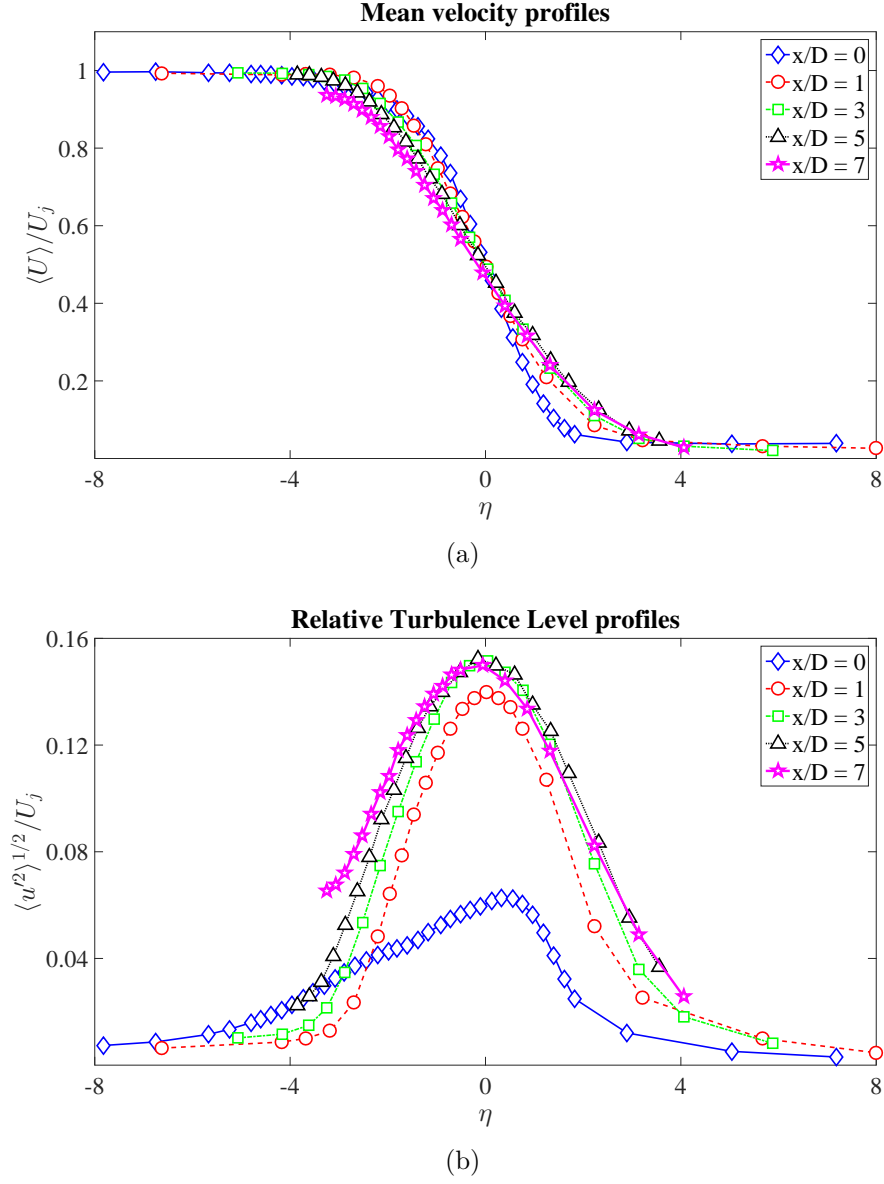 Mean velocity profiles
1
0.8
0.6
0.4
0.2
⟨U⟩/U_j
-8 -4 0 4 8
η
x/D = 0
x/D = 1
x/D = 3
x/D = 5
x/D = 7
(a)
Relative Turbulence Level profiles
0.16
0.12
0.08
0.04
⟨u′²⟩^{1/2}/U_j
-8 -4 0 4 8
η
x/D = 0
x/D = 1
x/D = 3
x/D = 5
x/D = 7
(b)